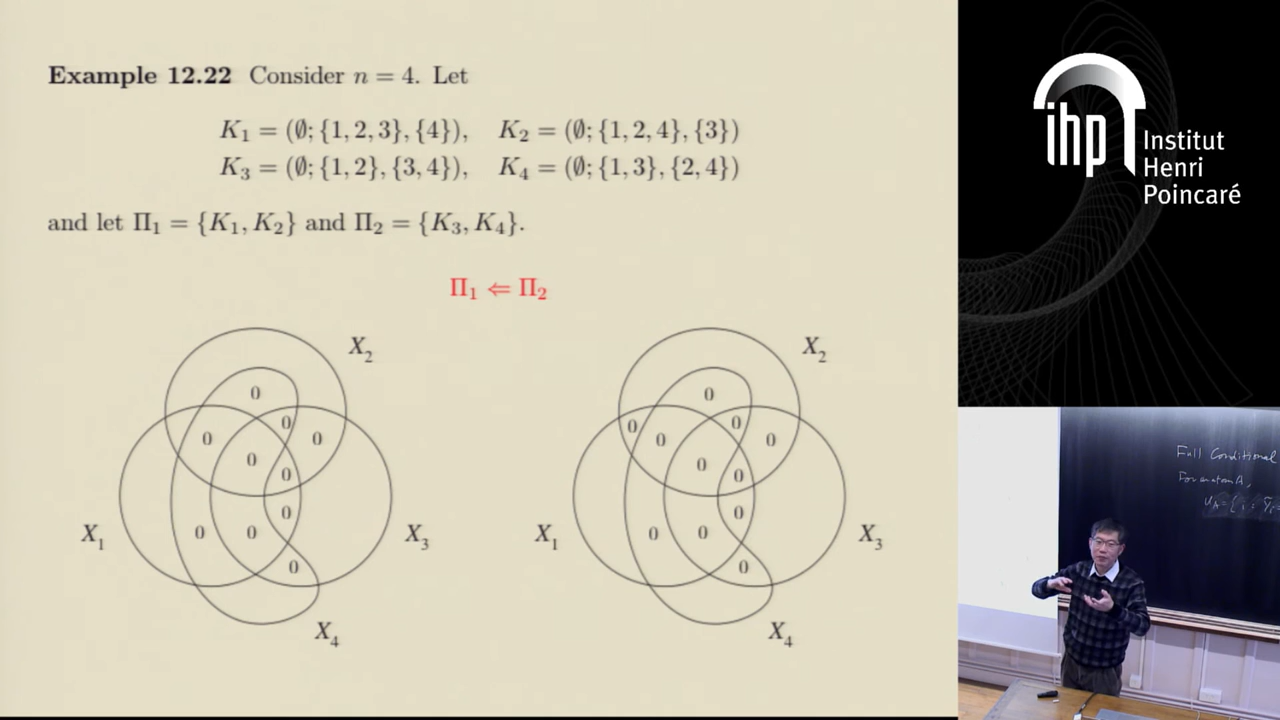 Example 12.22 Consider n = 4. Let
K₁ = (∅; {1, 2, 3}, {4}), K₂ = (∅; {1, 2, 4}, {3})
K₃ = (∅; {1, 2}, {3, 4}), K₄ = (∅; {1, 3}, {2, 4})
and let Π₁ = {K₁, K₂} and Π₂ = {K₃, K₄}.
Π₁ ⇐ Π₂
X₂
0
0
0
0
0
0
0
0
0
0
X₁
X₃
X₄
X₂
0
0
0
0
0
0
0
0
0
0
0
X₁
X₃
X₄
ihp
Institut
Henri
Poincaré
Full Conditional
For an atom A,